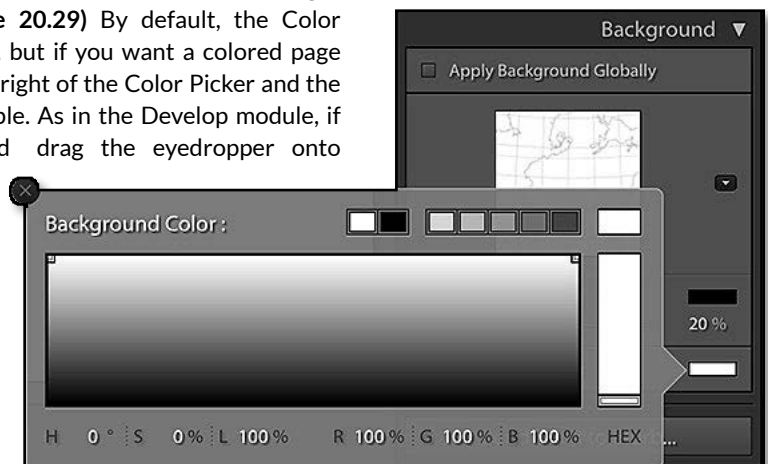 e 20.29) By default, the Color
, but if you want a colored page
right of the Color Picker and the
ple. As in the Develop module, if
d drag the eyedropper onto
Background ▼
Apply Background Globally
Background Color :
20 %
H 0 ° S 0 % L 100 % R 100 % G 100 % B 100 % HEX
...